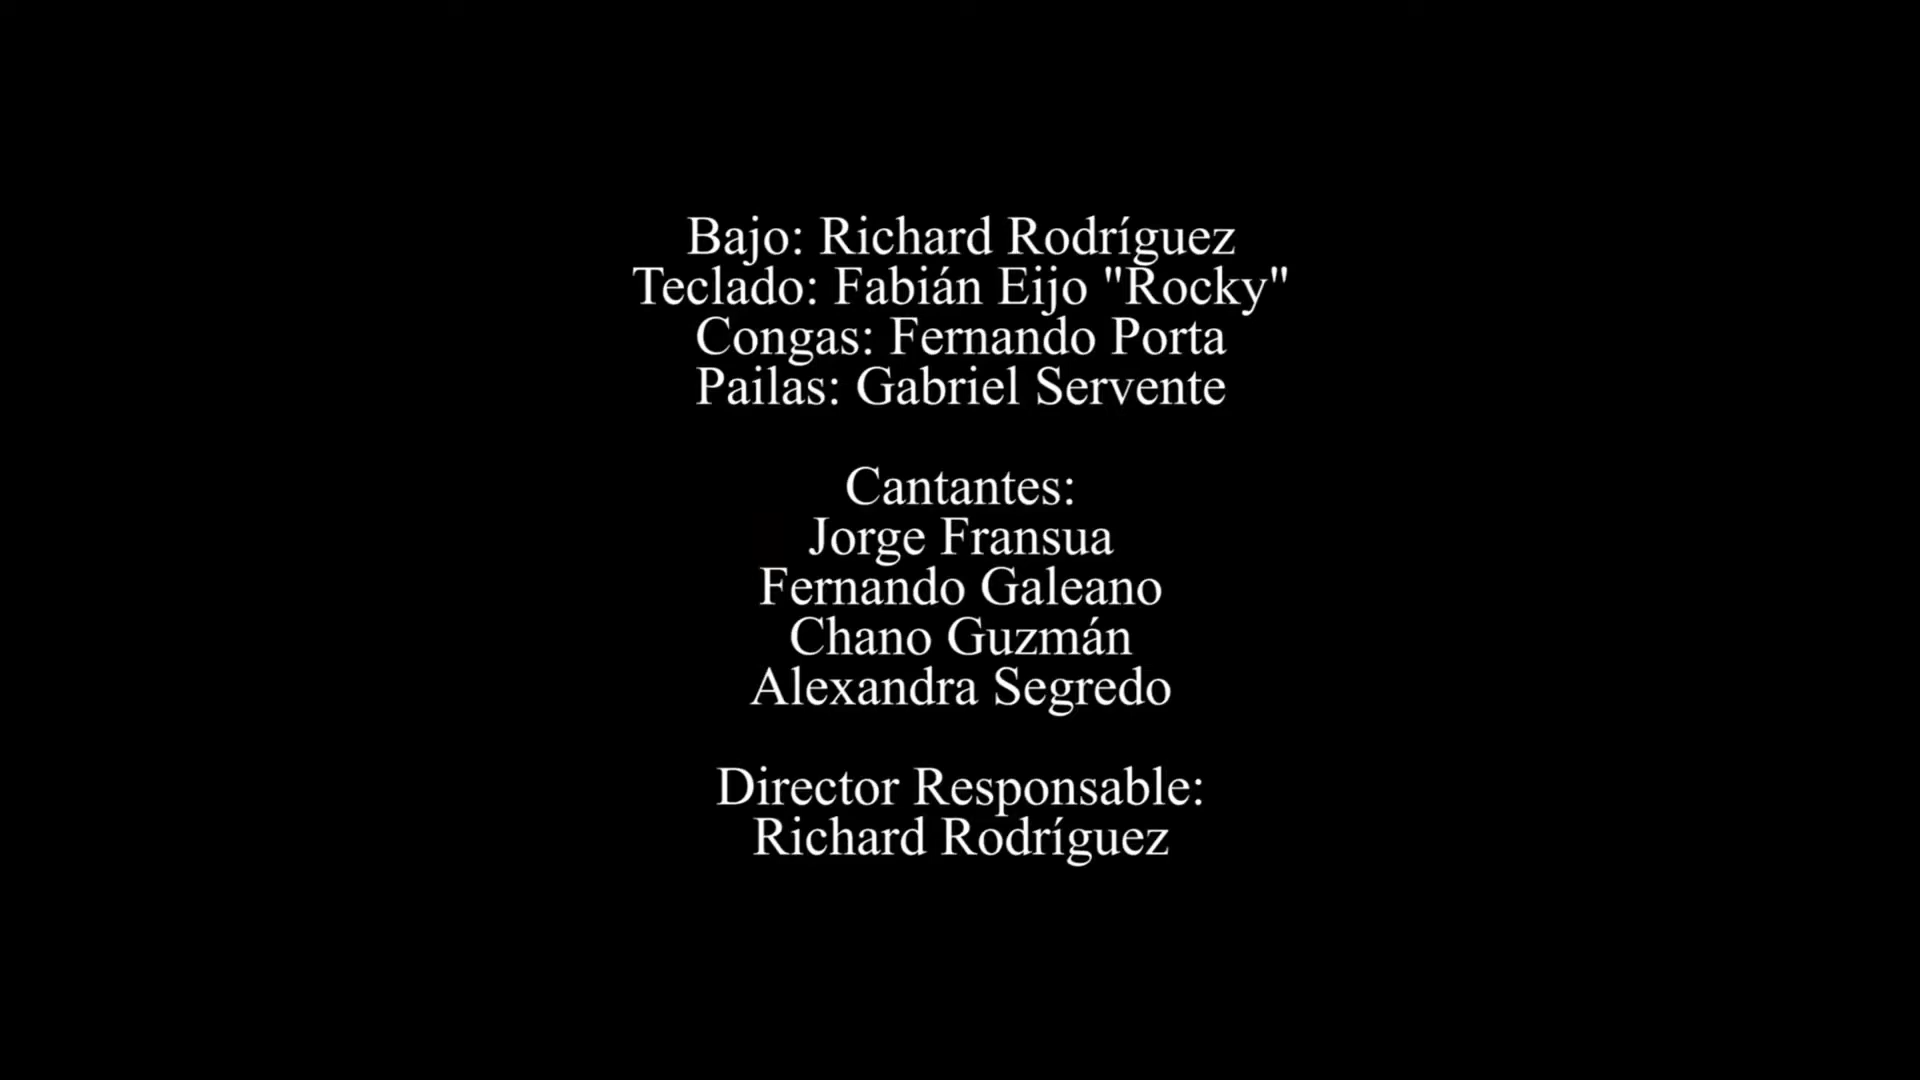 Bajo: Richard Rodríguez
Teclado: Fabián Eijo "Rocky"
Congas: Fernando Porta
Pailas: Gabriel Servente
Cantantes:
Jorge Fransua
Fernando Galeano
Chano Guzmán
Alexandra Segredo
Director Responsable:
Richard Rodríguez